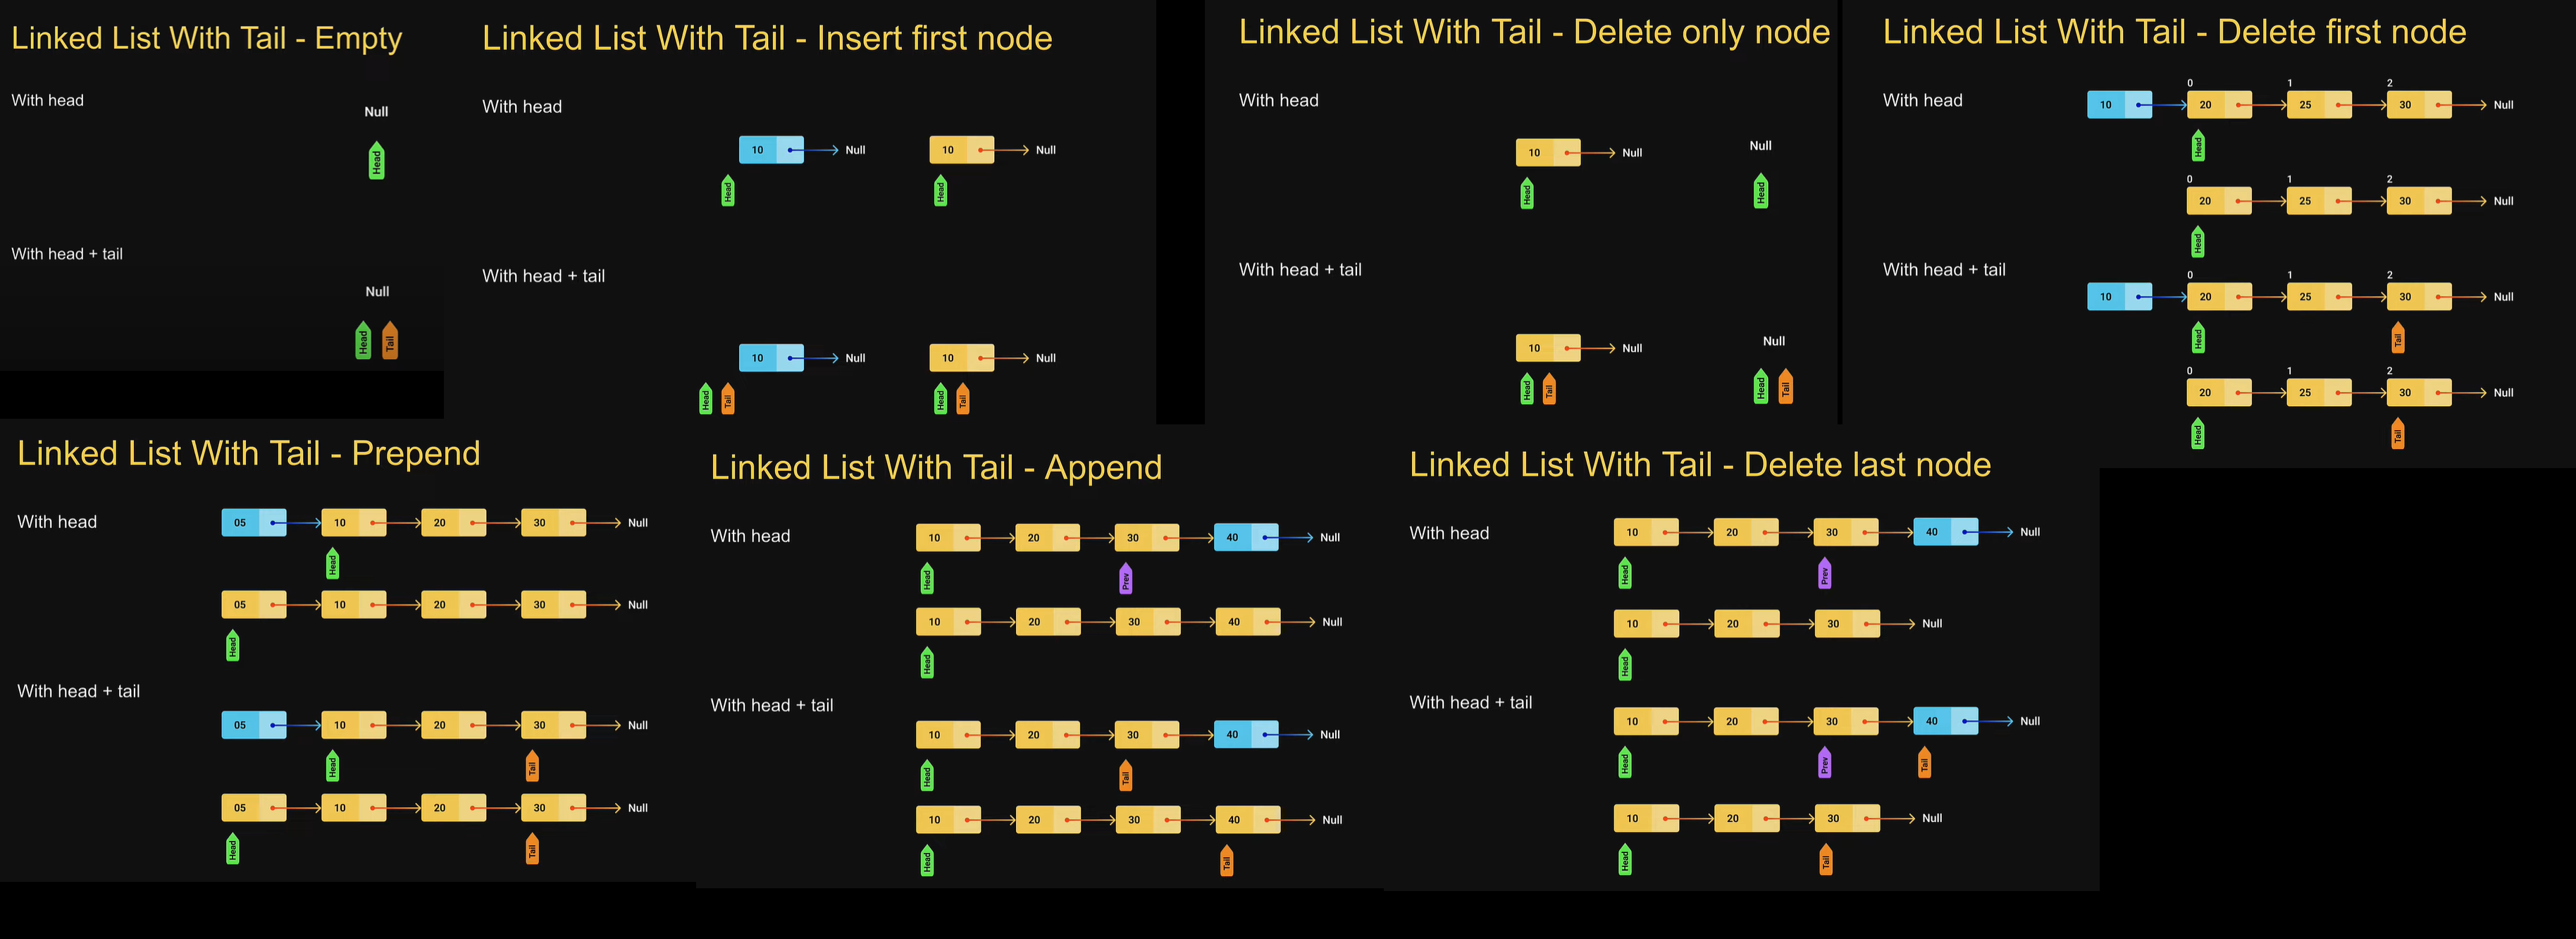 Linked List With Tail - Empty
With head
Null
Head
With head + tail
Null
Head Tail
Linked List With Tail - Insert first node
With head
10 Null 10 Null
Head Head
With head + tail
10 Null 10 Null
Head Tail Head Tail
Linked List With Tail - Delete only node
With head
10 Null Null
Head Head
With head + tail
10 Null Null
Head Tail Head Tail
Linked List With Tail - Delete first node
0 1 2
With head 10 20 25 30 Null
Head
0 1 2
20 25 30 Null
Head
With head + tail
0 1 2
10 20 25 30 Null
Head Tail
0 1 2
20 25 30 Null
Head Tail
Linked List With Tail - Prepend
With head 05 10 20 30 Null
Head
05 10 20 30 Null
Head
With head + tail
05 10 20 30 Null
Head Tail
05 10 20 30 Null
Head Tail
Linked List With Tail - Append
With head 10 20 30 40 Null
Head Prev
10 20 30 40 Null
Head
With head + tail
10 20 30 40 Null
Head Tail
10 20 30 40 Null
Head Tail
Linked List With Tail - Delete last node
With head 10 20 30 40 Null
Head Prev
10 20 30 Null
Head
With head + tail
10 20 30 40 Null
Head Prev Tail
10 20 30 Null
Head Tail